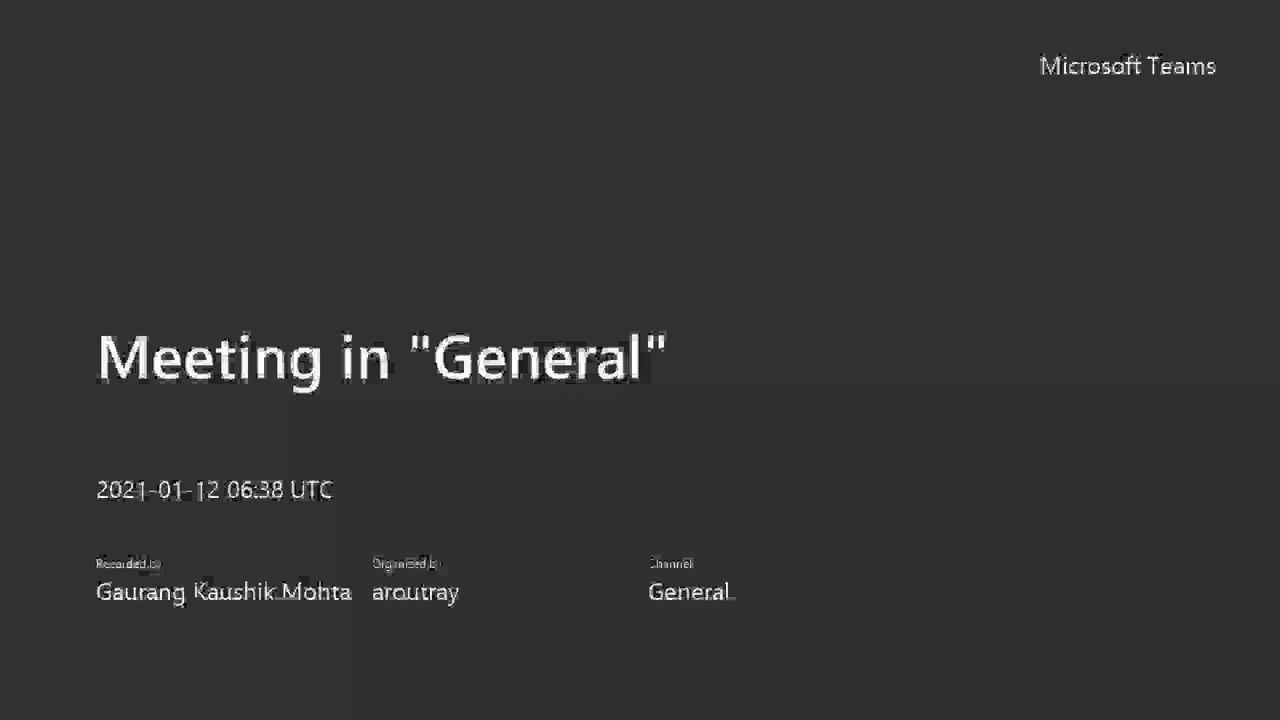 Microsoft Teams
Meeting in "General"
2021-01-12 06:38 UTC
Recorded by Organized by Channel
Gaurang Kaushik Mohta aroutray General